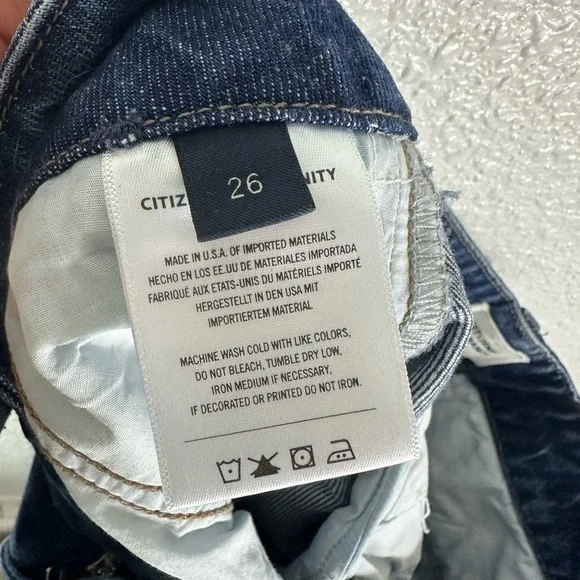 26
CITIZ NITY
MADE IN U.S.A. OF IMPORTED MATERIALS
HECHO EN LOS EE.UU DE MATERIALES IMPORTADA
FABRIQUÉ AUX ETATS-UNIS DU MATÉRIELS IMPORTÉ
HERGESTELLT IN DEN USA MIT
IMPORTIERTEM MATERIAL
MACHINE WASH COLD WITH LIKE COLORS,
DO NOT BLEACH, TUMBLE DRY LOW,
IRON MEDIUM IF NECESSARY,
IF DECORATED OR PRINTED DO NOT IRON.